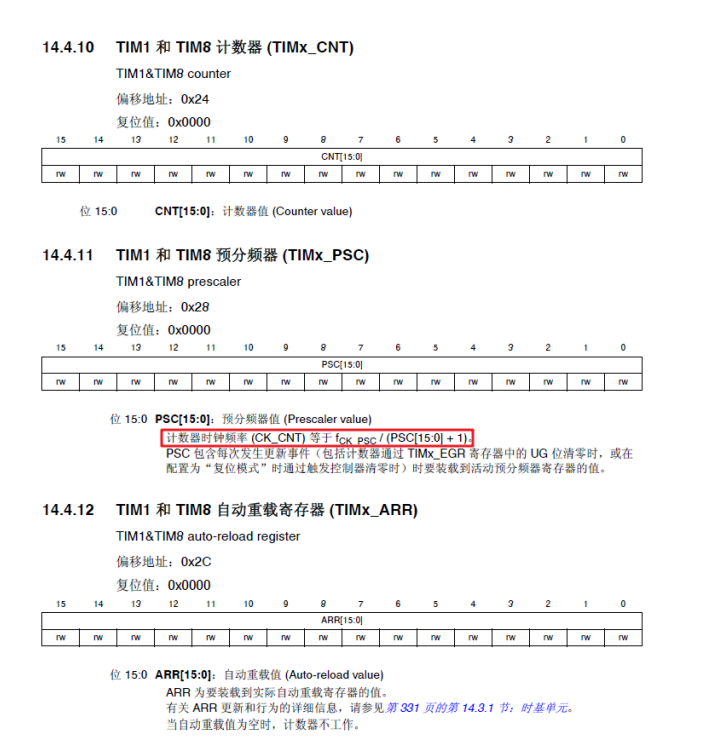 14.4.10 TIM1 和 TIM8 计数器 (TIMx_CNT)
TIM1&TIM8 counter
偏移地址：0x24
复位值：0x0000
15 14 13 12 11 10 9 8 7 6 5 4 3 2 1 0
CNT[15:0]
rw rw rw rw rw rw rw rw rw rw rw rw rw rw rw rw
位 15:0 CNT[15:0]：计数器值 (Counter value)
14.4.11 TIM1 和 TIM8 预分频器 (TIMx_PSC)
TIM1&TIM8 prescaler
偏移地址：0x28
复位值：0x0000
15 14 13 12 11 10 9 8 7 6 5 4 3 2 1 0
PSC[15:0]
rw rw rw rw rw rw rw rw rw rw rw rw rw rw rw rw
位 15:0 PSC[15:0]：预分频器值 (Prescaler value)
计数器时钟频率 (CK_CNT) 等于 fCK_PSC / (PSC[15:0] + 1)。
PSC 包含每次发生更新事件（包括计数器通过 TIMx_EGR 寄存器中的 UG 位清零时，或在
配置为“复位模式”时通过触发控制器清零时）时要装载到活动预分频器寄存器的值。
14.4.12 TIM1 和 TIM8 自动重载寄存器 (TIMx_ARR)
TIM1&TIM8 auto-reload register
偏移地址：0x2C
复位值：0x0000
15 14 13 12 11 10 9 8 7 6 5 4 3 2 1 0
ARR[15:0]
rw rw rw rw rw rw rw rw rw rw rw rw rw rw rw rw
位 15:0 ARR[15:0]：自动重载值 (Auto-reload value)
ARR 为要装载到实际自动重载寄存器的值。
有关 ARR 更新和行为的详细信息，请参见第 331 页的第 14.3.1 节：时基单元。
当自动重载值为空时，计数器不工作。